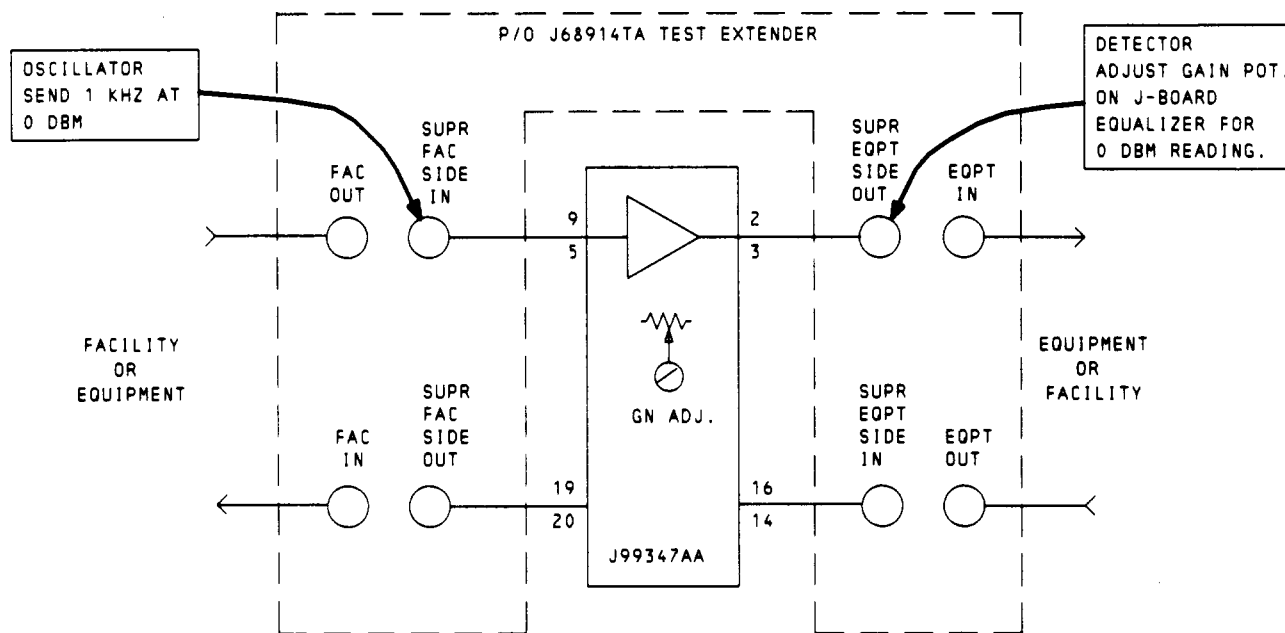 P/O J68914TA TEST EXTENDER
OSCILLATOR
SEND 1 KHZ AT
0 DBM
DETECTOR
ADJUST GAIN POT.
ON J-BOARD
EQUALIZER FOR
0 DBM READING.
FAC
OUT
SUPR
FAC
SIDE
IN
SUPR
EQPT
SIDE
OUT
EQPT
IN
9
5
2
3
FACILITY
OR
EQUIPMENT
GN ADJ.
EQUIPMENT
OR
FACILITY
FAC
IN
SUPR
FAC
SIDE
OUT
SUPR
EQPT
SIDE
IN
EQPT
OUT
19
20
16
14
J99347AA